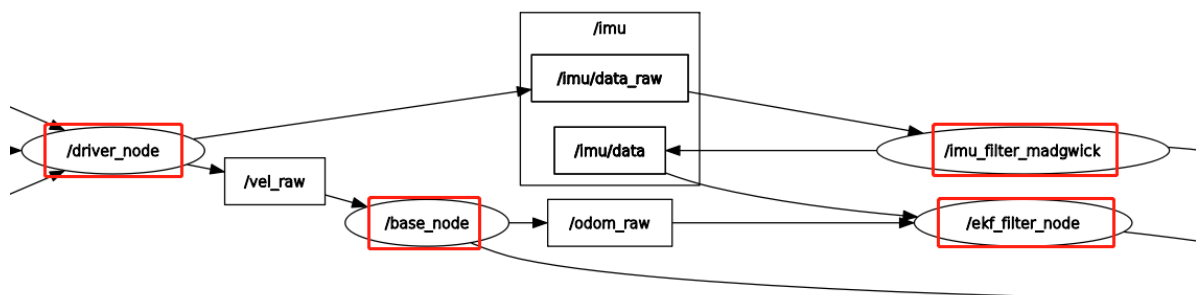 /imu
/imu/data_raw
/driver_node
/imu/data
/imu_filter_madgwick
/vel_raw
/base_node
/odom_raw
/ekf_filter_node